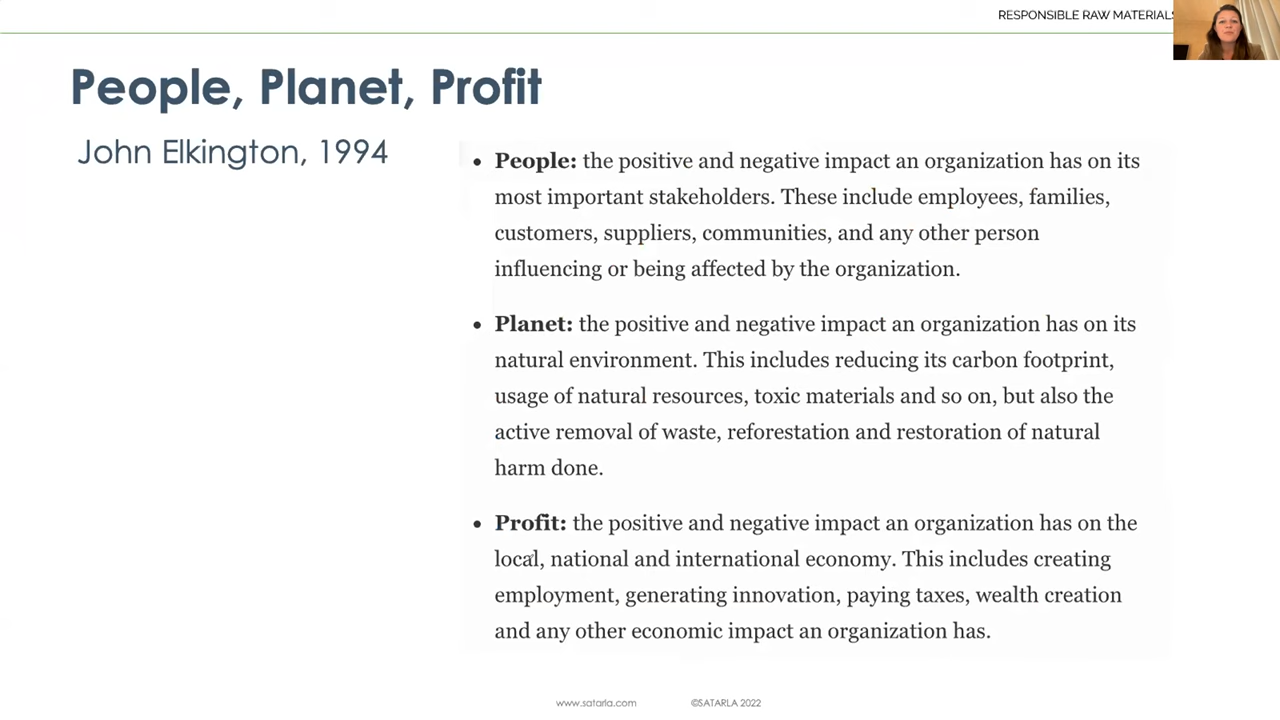 RESPONSIBLE RAW MATERIALS
People, Planet, Profit
John Elkington, 1994
• People: the positive and negative impact an organization has on its
most important stakeholders. These include employees, families,
customers, suppliers, communities, and any other person
influencing or being affected by the organization.
• Planet: the positive and negative impact an organization has on its
natural environment. This includes reducing its carbon footprint,
usage of natural resources, toxic materials and so on, but also the
active removal of waste, reforestation and restoration of natural
harm done.
• Profit: the positive and negative impact an organization has on the
local, national and international economy. This includes creating
employment, generating innovation, paying taxes, wealth creation
and any other economic impact an organization has.
www.satarla.com ©SATARLA 2022